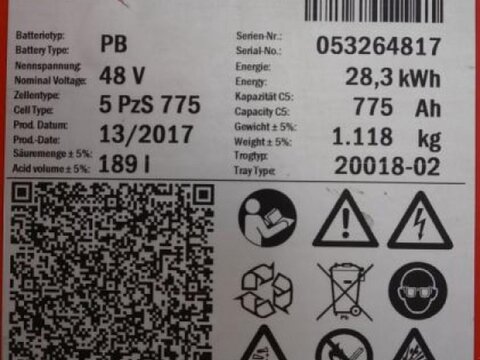 Batterietyp: PB Serien-Nr.: 053264817
Battery Type: Serial-No.:
Nennspannung: 48 V Energie: 28,3 kWh
Nominal Voltage: Energy:
Zellentype: 5 PzS 775 Kapazität C5: 775 Ah
Cell Type: Capacity C5:
Prod. Datum: 13/2017 Gewicht ± 5%: 1.118 kg
Prod.-Date: Weight ± 5%:
Säuremenge ± 5%: 189 l Trogtyp: 20018-02
Acid volume ± 5%: Tray Type: